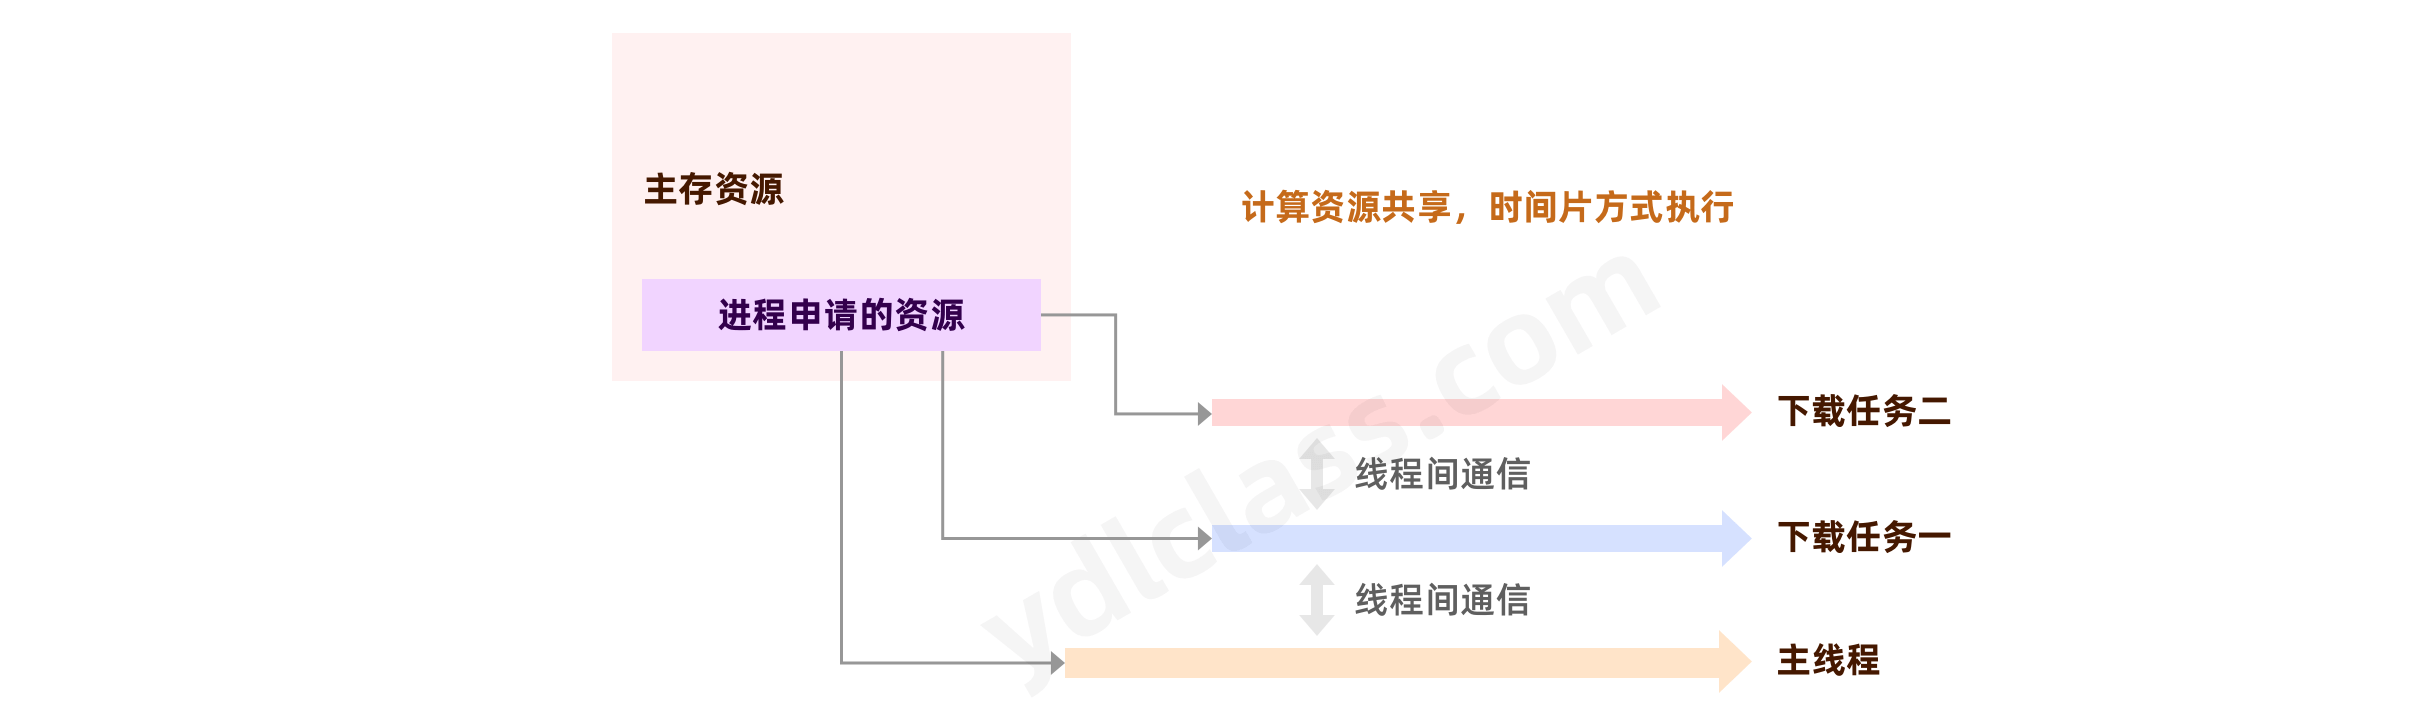 主存资源
计算资源共享，时间片方式执行
进程申请的资源
下载任务二
线程间通信
下载任务一
线程间通信
主线程
ydlclass.com